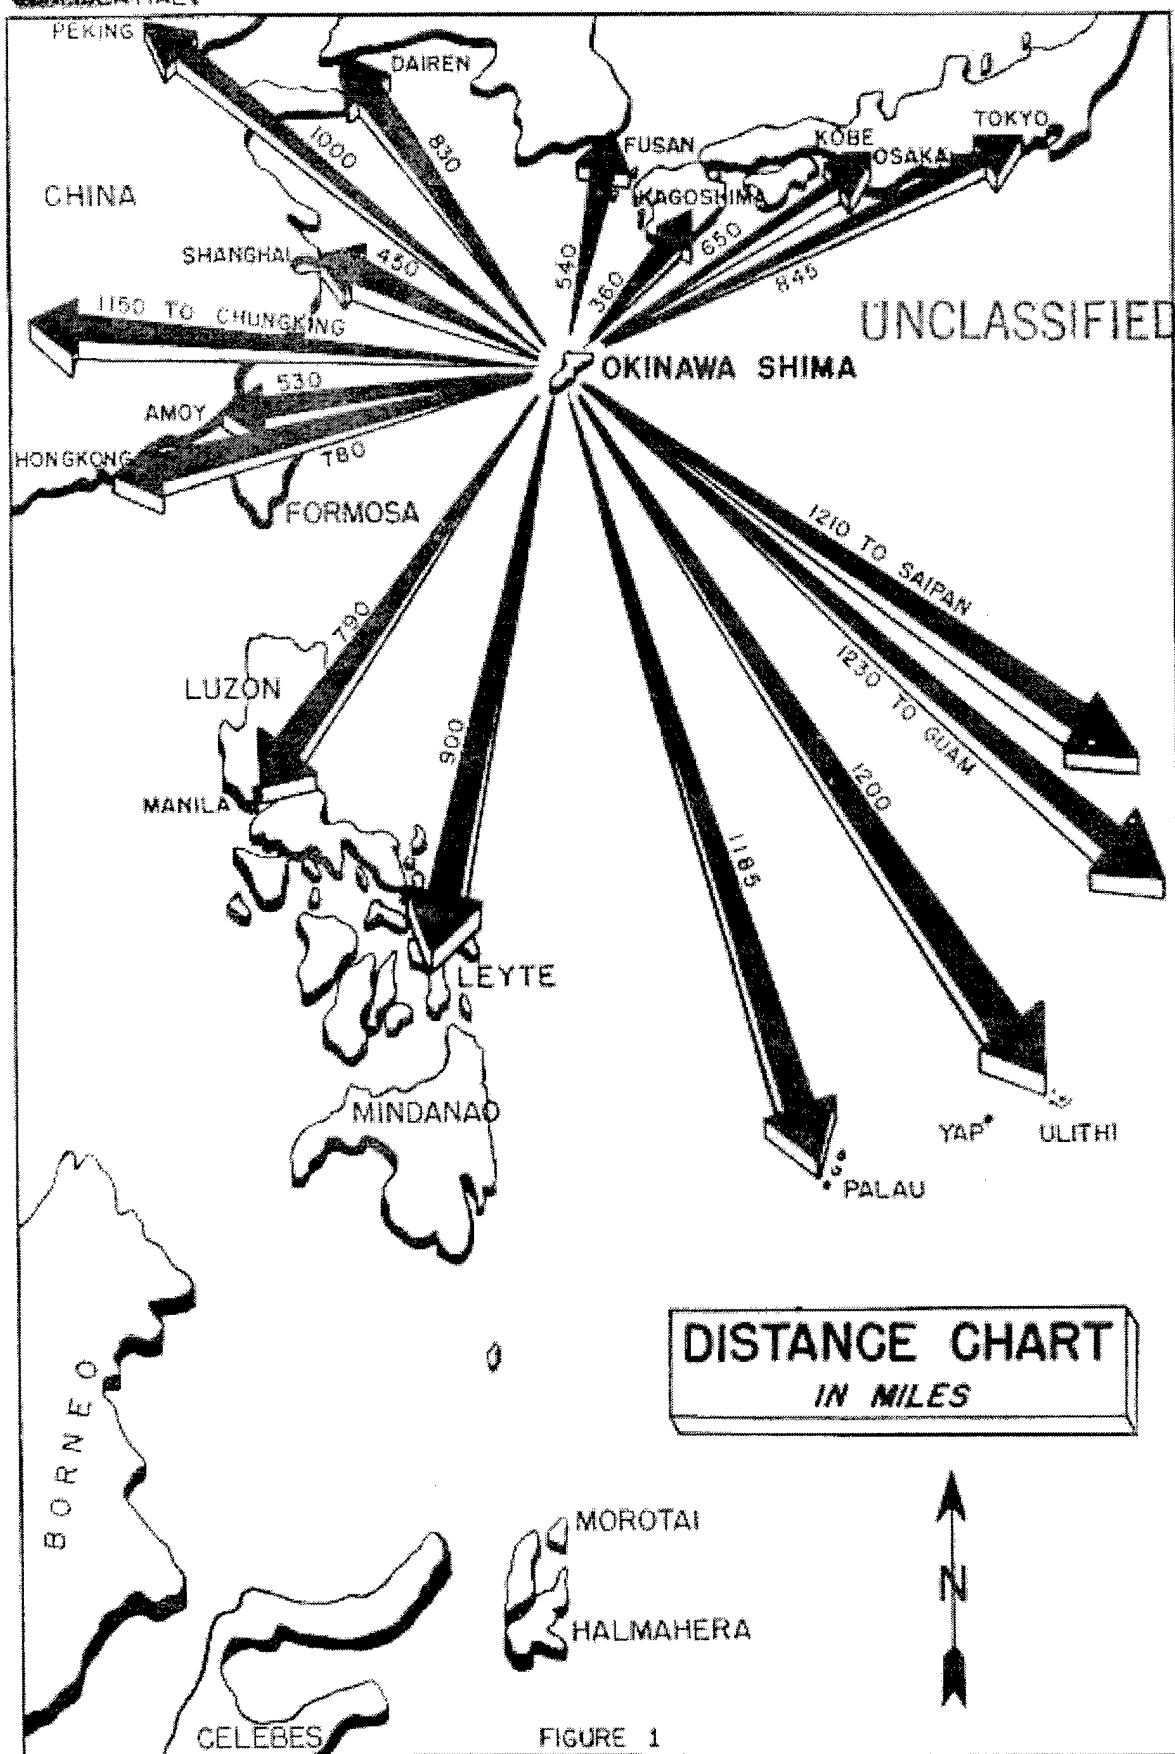 PEKING
DAIREN
FUSAN
KOBE
TOKYO
OSAKA
KAGOSHIMA
1000
830
CHINA
SHANGHAI
450
540
360
650
845
1150 TO CHUNGKING
UNCLASSIFIED
OKINAWA SHIMA
530
AMOY
HONGKONG
780
FORMOSA
1210 TO SAIPAN
790
LUZON
1230 TO GUAM
900
1200
MANILA
1185
LEYTE
MINDANAO
YAP
ULITHI
PALAU
DISTANCE CHART
IN MILES
BORNEO
MOROTAI
N
HALMAHERA
CELEBES
FIGURE 1